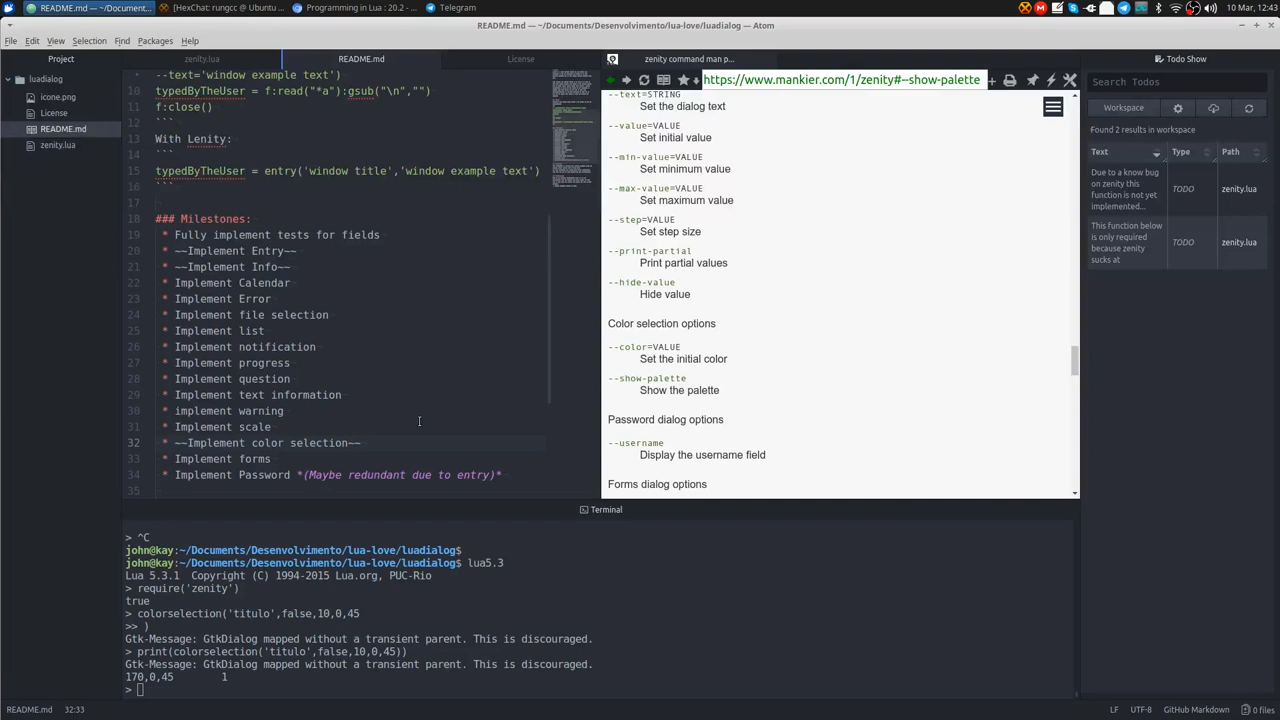 README.md — ~/Document...
[HexChat: rungcc @ Ubuntu ...
Programming in Lua : 20.2 - ...
Telegram
10 Mar, 12:43
README.md — ~/Documents/Desenvolvimento/lua-love/luadialog — Atom
File Edit View Selection Find Packages Help
Project
luadialog
icone.png
License
README.md
zenity.lua
zenity.lua
README.md
License
--text='window example text')
10 typedByTheUser = f:read("*a"):gsub("\n","")
11 f:close()
12 ```
13 With Lenity:
14 ```
15 typedByTheUser = entry('window title','window example text')
16 ```
17
18 ### Milestones:
19 * Fully implement tests for fields
20 * ~~Implement Entry~~
21 * ~~Implement Info~~
22 * Implement Calendar
23 * Implement Error
24 * Implement file selection
25 * Implement list
26 * Implement notification
27 * Implement progress
28 * Implement question
29 * Implement text information
30 * implement warning
31 * Implement scale
32 * ~~Implement color selection~~
33 * Implement forms
34 * Implement Password *(Maybe redundant due to entry)*
35
zenity command man p...
https://www.mankier.com/1/zenity#--show-palette
--text=STRING
Set the dialog text
--value=VALUE
Set initial value
--min-value=VALUE
Set minimum value
--max-value=VALUE
Set maximum value
--step=VALUE
Set step size
--print-partial
Print partial values
--hide-value
Hide value
Color selection options
--color=VALUE
Set the initial color
--show-palette
Show the palette
Password dialog options
--username
Display the username field
Forms dialog options
Todo Show
Search Todos
Workspace
Found 2 results in workspace
Text Type Path
Due to a know bug
on zenity this
function is not yet
implemented...
TODO
zenity.lua
This function below
is only required
because zenity
sucks at
TODO
zenity.lua
Terminal
> ^C
john@kay:~/Documents/Desenvolvimento/lua-love/luadialog$
john@kay:~/Documents/Desenvolvimento/lua-love/luadialog$ lua5.3
Lua 5.3.1 Copyright (C) 1994-2015 Lua.org, PUC-Rio
> require('zenity')
true
> colorselection('titulo',false,10,0,45
>> )
Gtk-Message: GtkDialog mapped without a transient parent. This is discouraged.
> print(colorselection('titulo',false,10,0,45))
Gtk-Message: GtkDialog mapped without a transient parent. This is discouraged.
170,0,45 1
>
README.md 32:33
LF UTF-8 GitHub Markdown 0 files